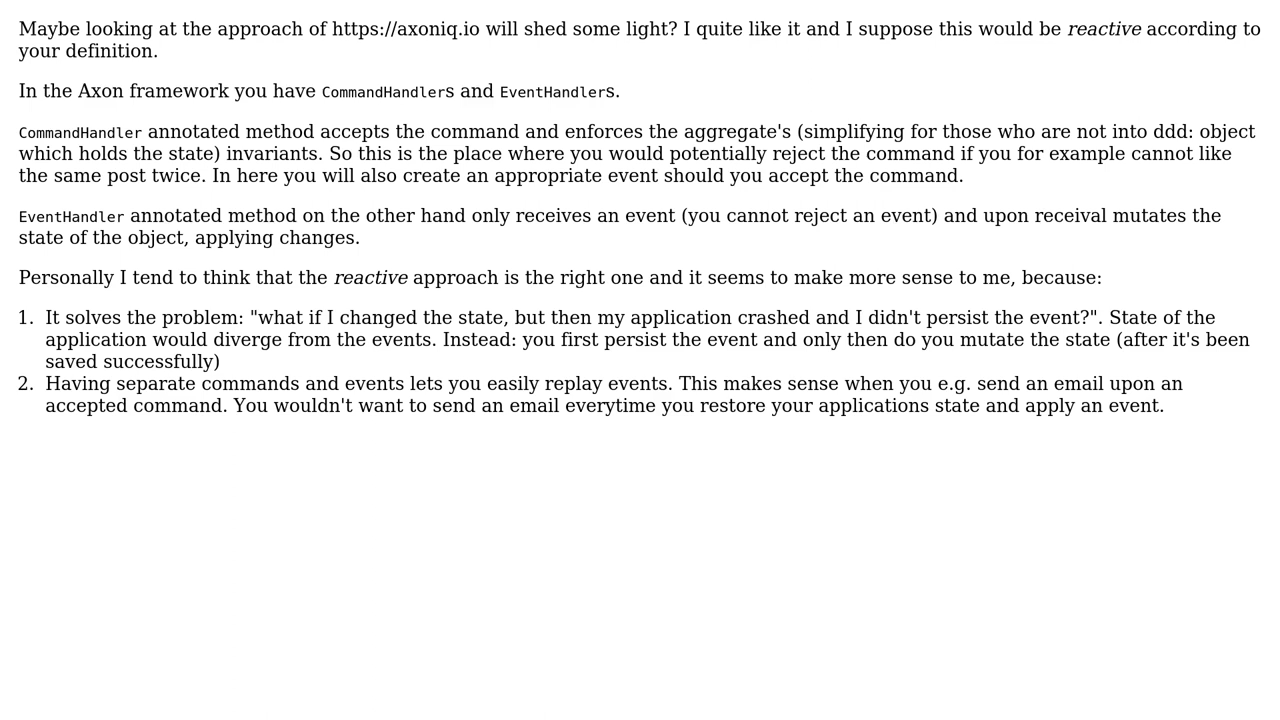 Maybe looking at the approach of https://axoniq.io will shed some light? I quite like it and I suppose this would be reactive according to
your definition.
In the Axon framework you have CommandHandlers and EventHandlers.
CommandHandler annotated method accepts the command and enforces the aggregate's (simplifying for those who are not into ddd: object
which holds the state) invariants. So this is the place where you would potentially reject the command if you for example cannot like
the same post twice. In here you will also create an appropriate event should you accept the command.
EventHandler annotated method on the other hand only receives an event (you cannot reject an event) and upon receival mutates the
state of the object, applying changes.
Personally I tend to think that the reactive approach is the right one and it seems to make more sense to me, because:
1. It solves the problem: "what if I changed the state, but then my application crashed and I didn't persist the event?". State of the
application would diverge from the events. Instead: you first persist the event and only then do you mutate the state (after it's been
saved successfully)
2. Having separate commands and events lets you easily replay events. This makes sense when you e.g. send an email upon an
accepted command. You wouldn't want to send an email everytime you restore your applications state and apply an event.